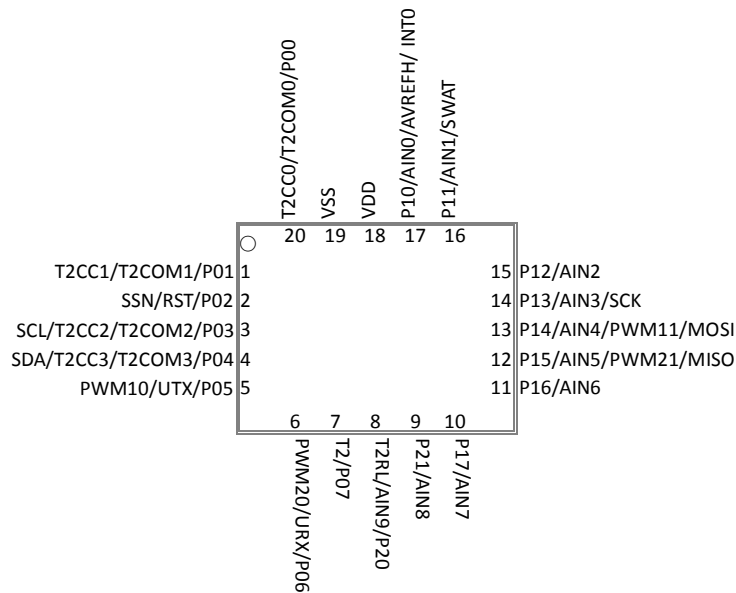 T2CC0/T2COM0/P00
VSS
VDD
P10/AIN0/AVREFH/ INT0
P11/AIN1/SWAT
20 19 18 17 16
T2CC1/T2COM1/P01 1
SSN/RST/P02 2
SCL/T2CC2/T2COM2/P03 3
SDA/T2CC3/T2COM3/P04 4
PWM10/UTX/P05 5
15 P12/AIN2
14 P13/AIN3/SCK
13 P14/AIN4/PWM11/MOSI
12 P15/AIN5/PWM21/MISO
11 P16/AIN6
6 7 8 9 10
PWM20/URX/P06
T2/P07
T2RL/AIN9/P20
P21/AIN8
P17/AIN7